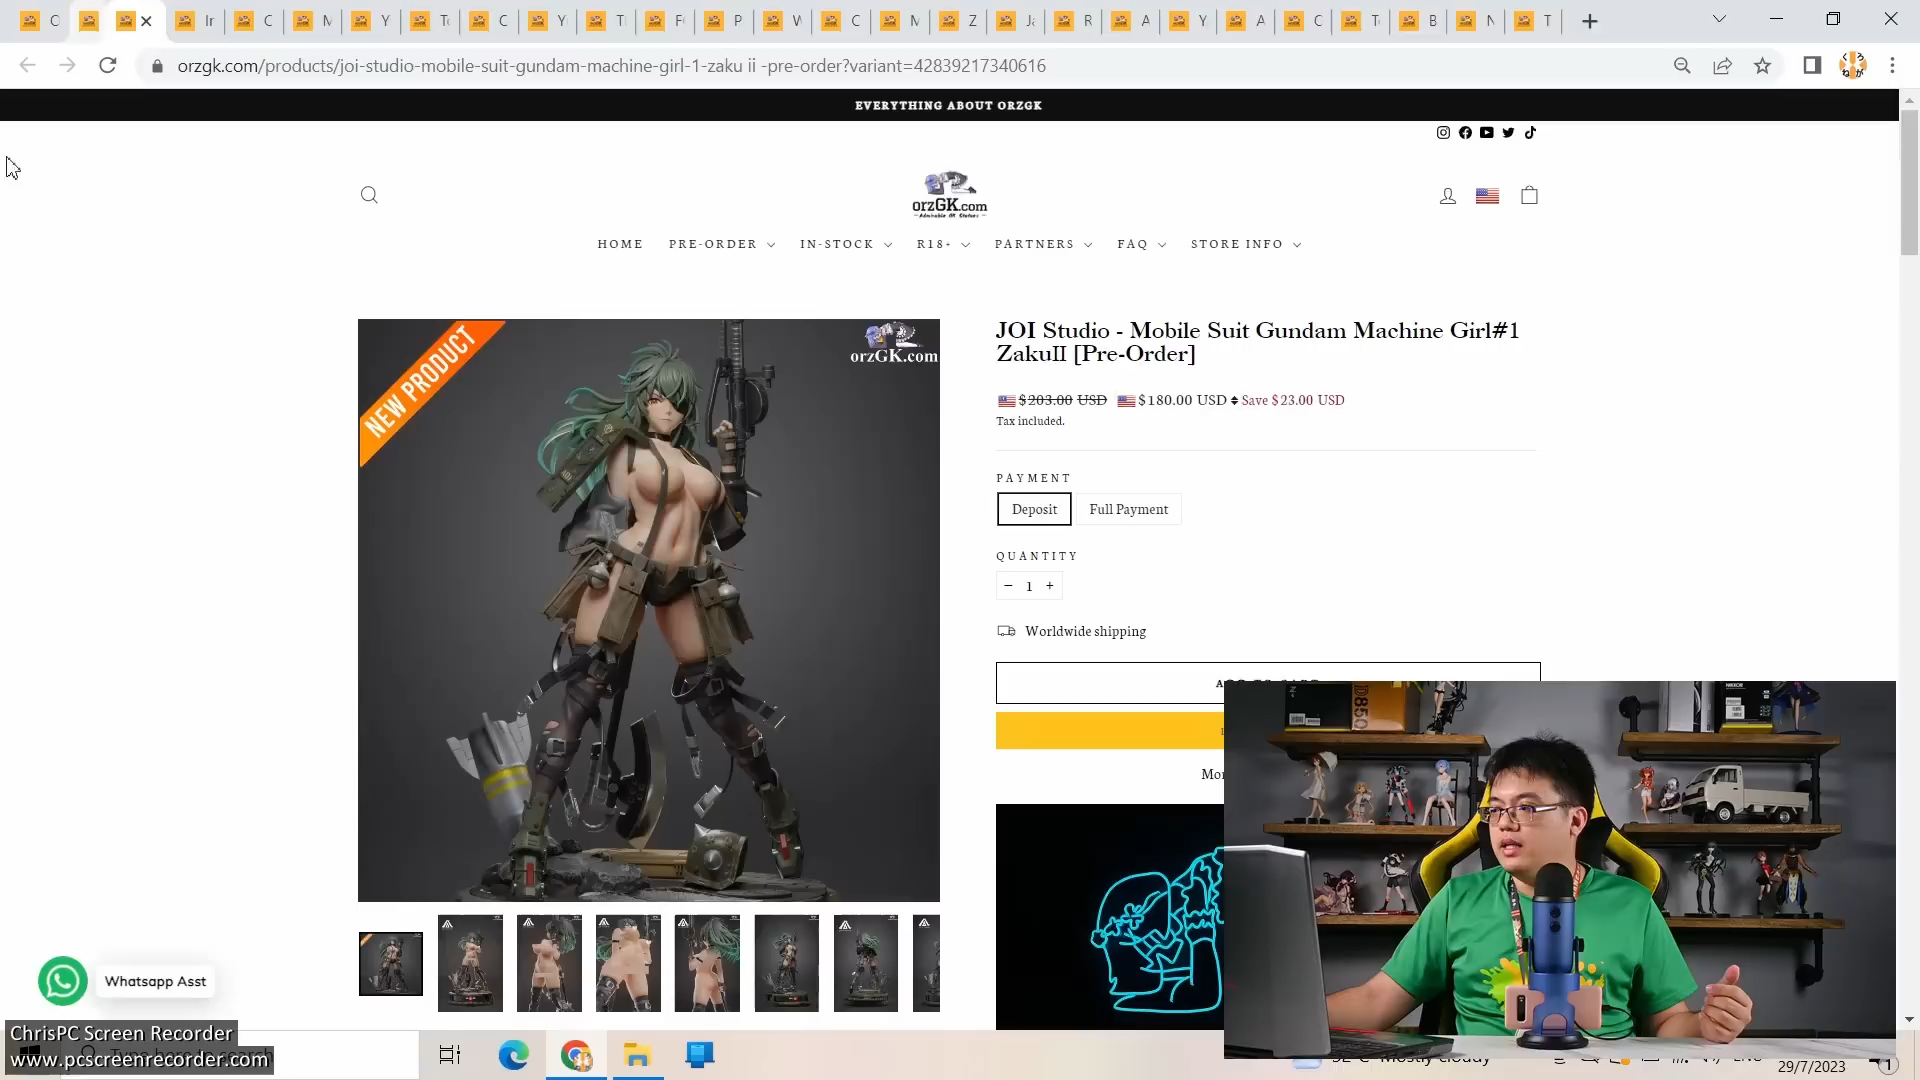 orzgk.com/products/joi-studio-mobile-suit-gundam-machine-girl-1-zaku ii -pre-order?variant=42839217340616
EVERYTHING ABOUT ORZGK
orzGK.com
HOME PRE-ORDER IN-STOCK R18+ PARTNERS FAQ STORE INFO
NEW PRODUCT
orzGK.com
JOI Studio - Mobile Suit Gundam Machine Girl#1
ZakuII [Pre-Order]
$203.00 USD $180.00 USD Save $23.00 USD
Tax included.
PAYMENT
Deposit Full Payment
QUANTITY
− 1 +
Worldwide shipping
D850
Whatsapp Asst
ChrisPC Screen Recorder
www.pcscreenrecorder.com
29/7/2023